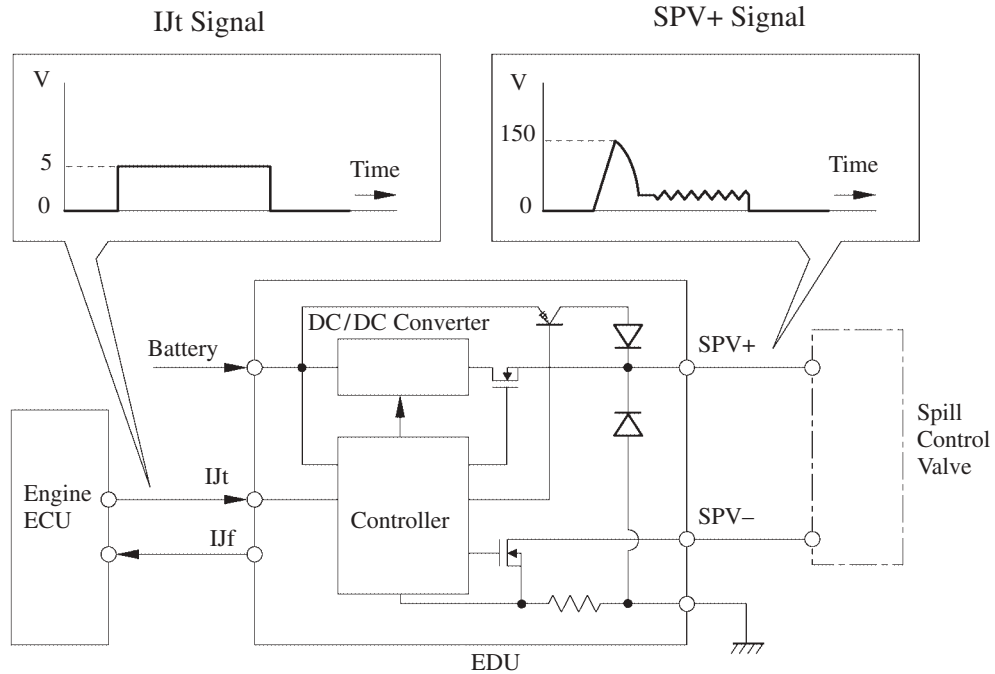 IJt Signal
SPV+ Signal
V
5
0
Time
V
150
0
Time
DC/DC Converter
Battery
SPV+
Spill
Control
Valve
Engine
ECU
IJt
IJf
Controller
SPV–
EDU